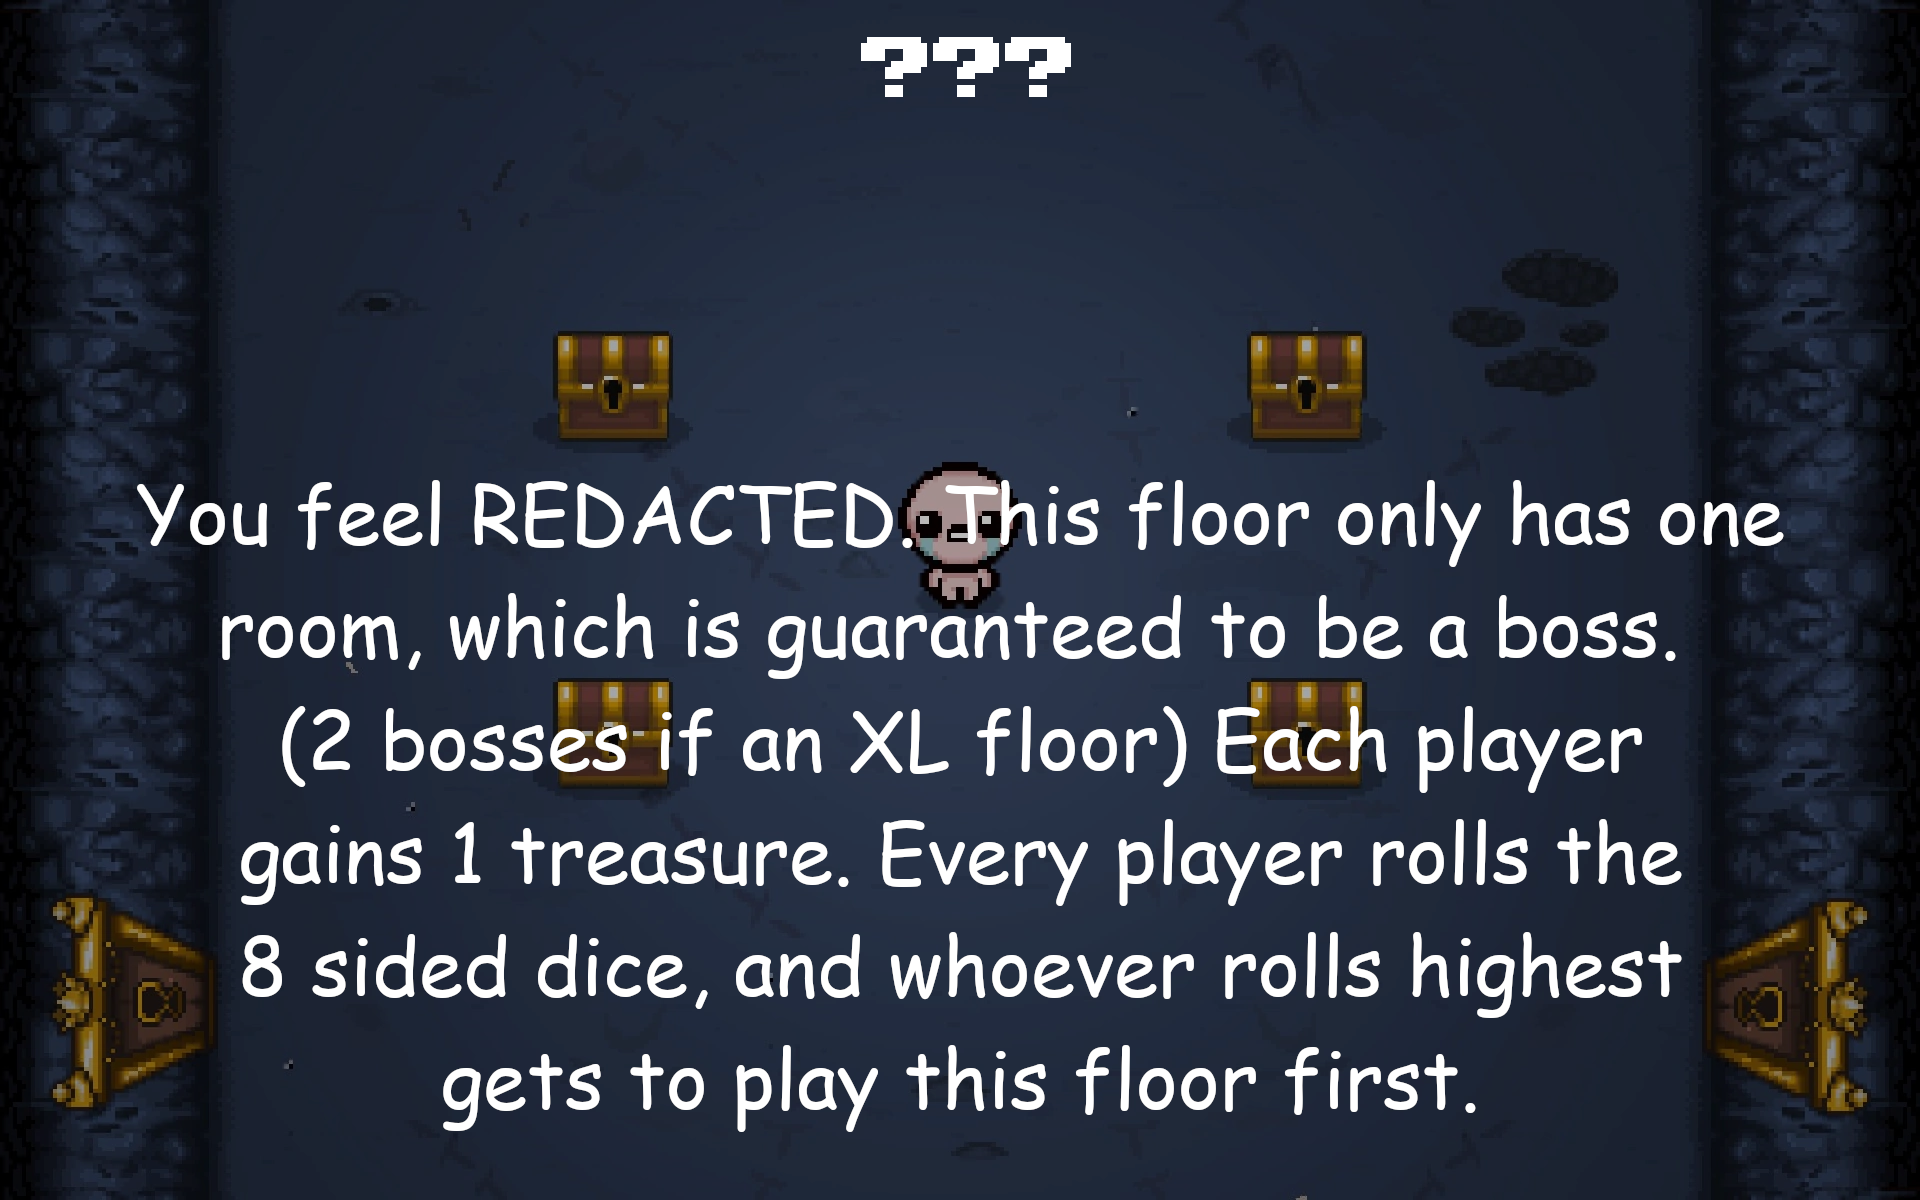 ???
You feel REDACTED. This floor only has one
room, which is guaranteed to be a boss.
(2 bosses if an XL floor) Each player
gains 1 treasure. Every player rolls the
8 sided dice, and whoever rolls highest
gets to play this floor first.